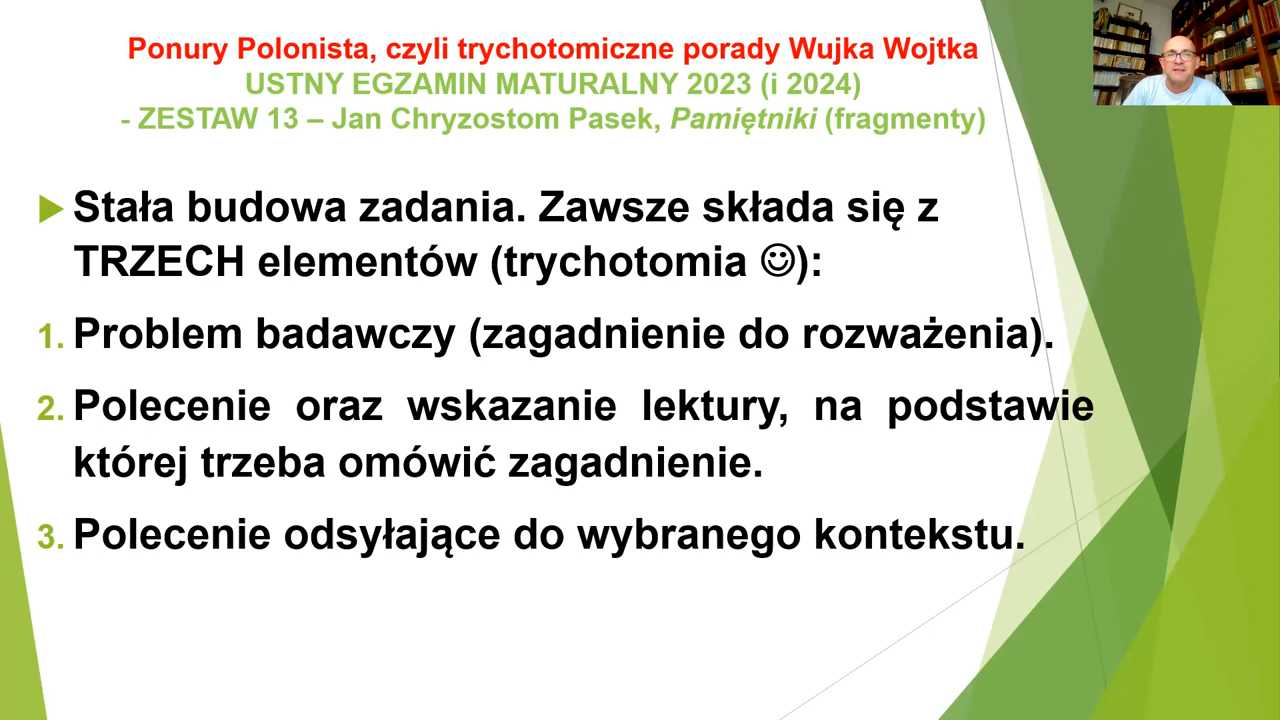 Ponury Polonista, czyli trychotomiczne porady Wujka Wojtka
USTNY EGZAMIN MATURALNY 2023 (i 2024)
- ZESTAW 13 – Jan Chryzostom Pasek, Pamiętniki (fragmenty)
Stała budowa zadania. Zawsze składa się z
TRZECH elementów (trychotomia ☺):
1. Problem badawczy (zagadnienie do rozważenia).
2. Polecenie oraz wskazanie lektury, na podstawie
której trzeba omówić zagadnienie.
3. Polecenie odsyłające do wybranego kontekstu.